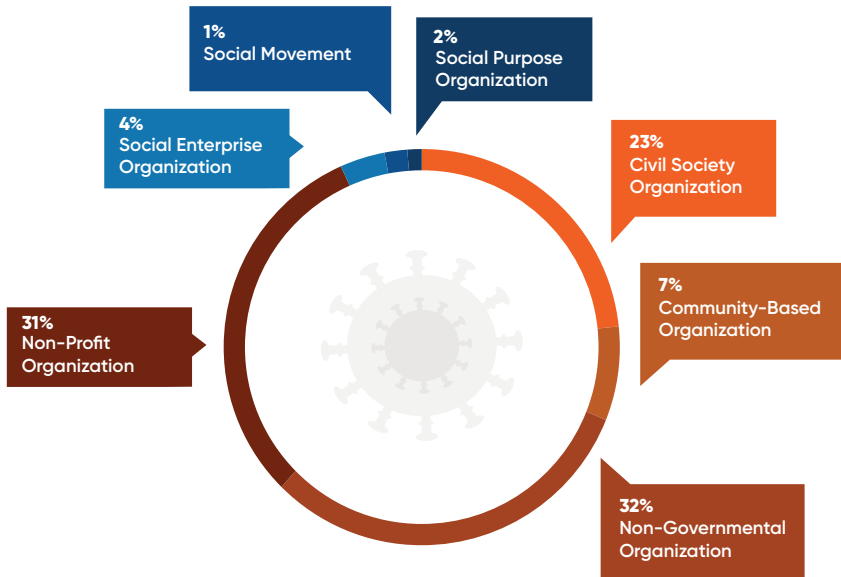 1%
Social Movement
2%
Social Purpose
Organization
4%
Social Enterprise
Organization
23%
Civil Society
Organization
7%
Community-Based
Organization
31%
Non-Profit
Organization
32%
Non-Governmental
Organization